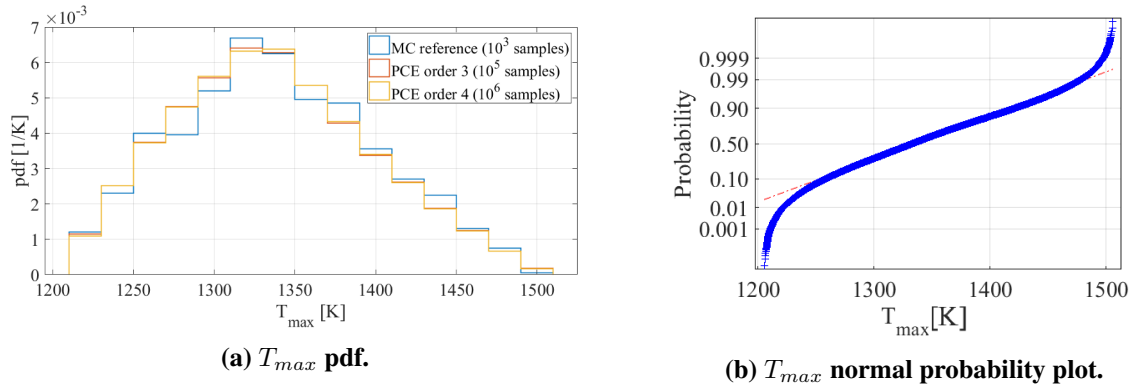 ×10⁻³
7
6
5
4
3
2
1
0
pdf [1/K]
MC reference (10³ samples)
PCE order 3 (10⁵ samples)
PCE order 4 (10⁶ samples)
1200 1250 1300 1350 1400 1450 1500
T_max [K]
(a) T_max pdf.
0.999
0.99
0.90
0.50
0.10
0.01
0.001
Probability
1200 1300 1400 1500
T_max[K]
(b) T_max normal probability plot.